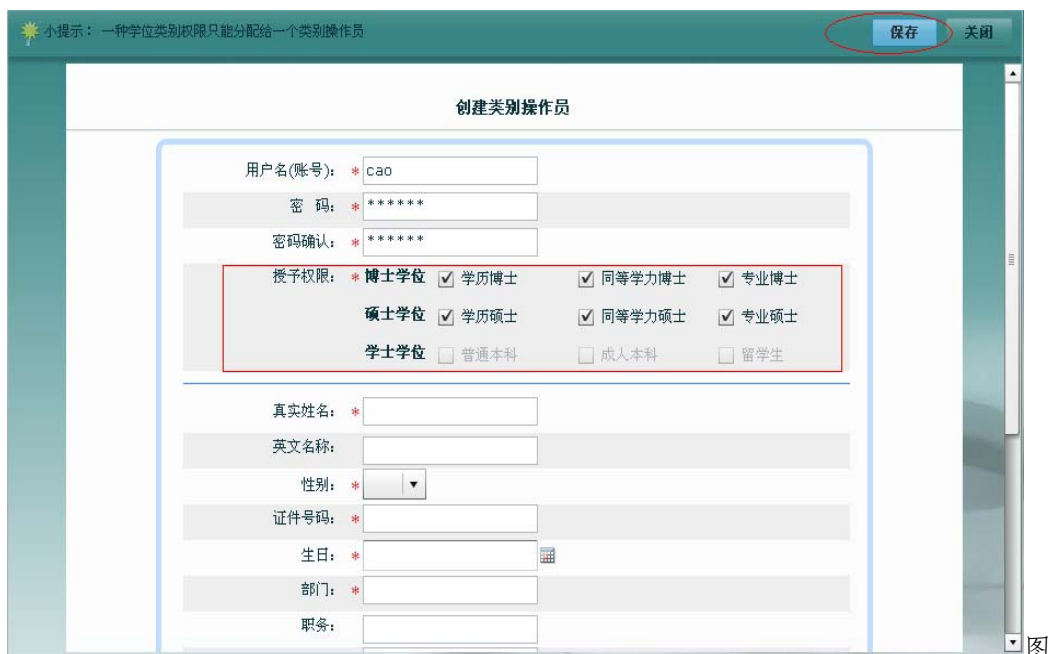 小提示： 一种学位类别权限只能分配给一个类别操作员 保存 关闭
创建类别操作员
用户名(账号)： * cao
密 码： * ******
密码确认： * ******
授予权限： * 博士学位 学历博士 同等学力博士 专业博士
硕士学位 学历硕士 同等学力硕士 专业硕士
学士学位 普通本科 成人本科 留学生
真实姓名： *
英文名称：
性别： *
证件号码： *
生日： *
部门： *
职务：
图